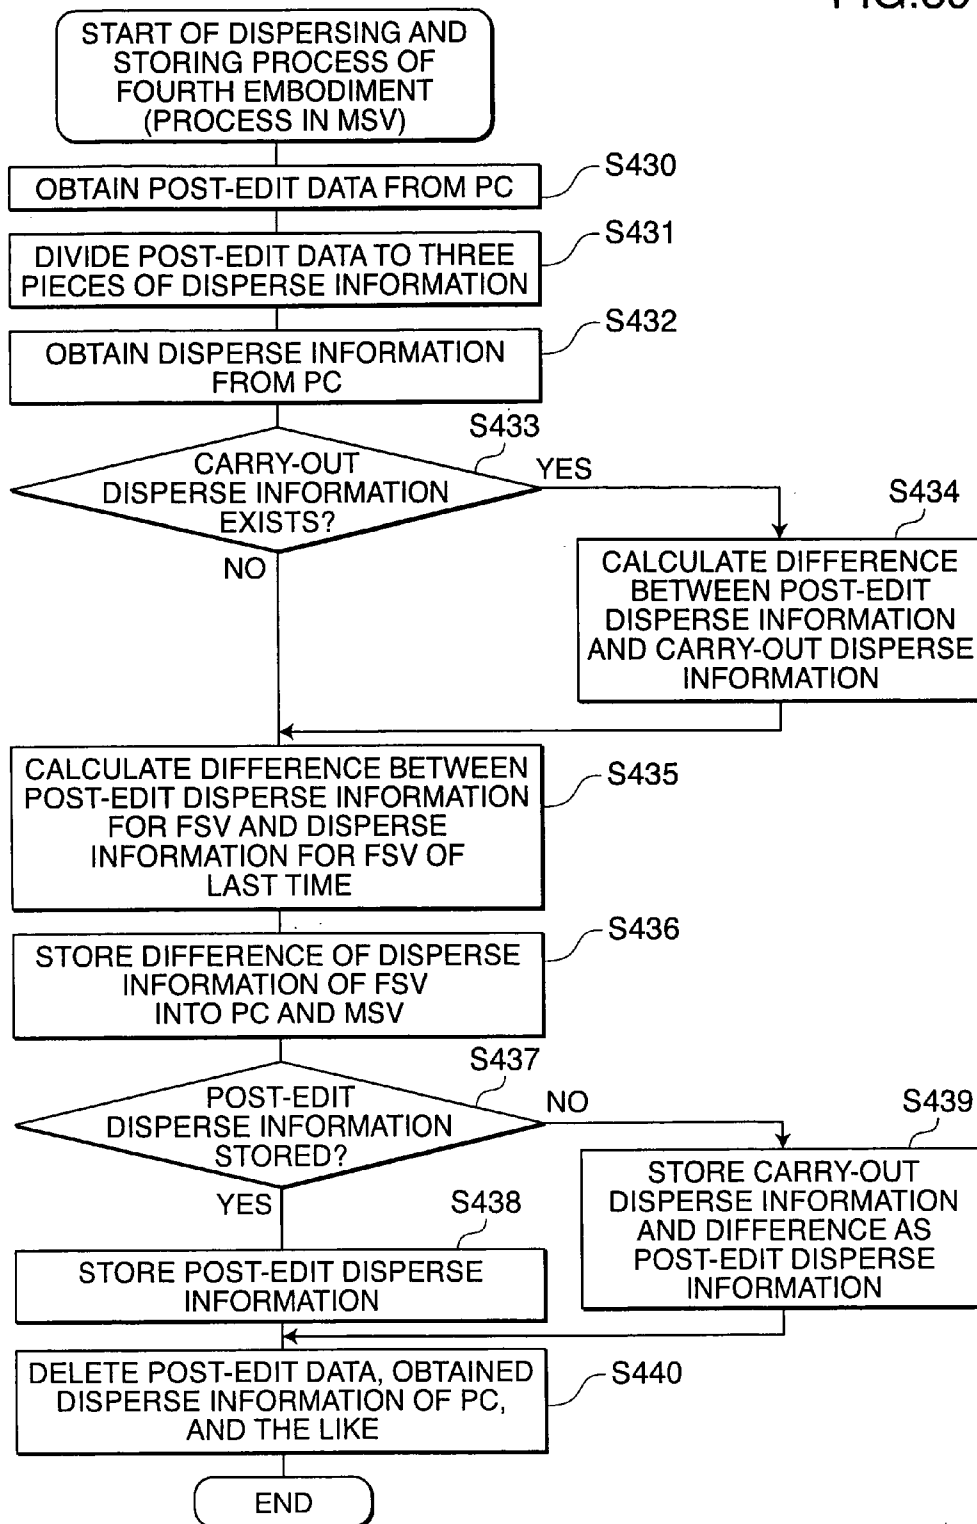 START OF DISPERSING AND
STORING PROCESS OF
FOURTH EMBODIMENT
(PROCESS IN MSV)
S430
OBTAIN POST-EDIT DATA FROM PC
S431
DIVIDE POST-EDIT DATA TO THREE
PIECES OF DISPERSE INFORMATION
S432
OBTAIN DISPERSE INFORMATION
FROM PC
S433
CARRY-OUT
DISPERSE INFORMATION
EXISTS?
YES
NO
S434
CALCULATE DIFFERENCE
BETWEEN POST-EDIT
DISPERSE INFORMATION
AND CARRY-OUT DISPERSE
INFORMATION
S435
CALCULATE DIFFERENCE BETWEEN
POST-EDIT DISPERSE INFORMATION
FOR FSV AND DISPERSE
INFORMATION FOR FSV OF
LAST TIME
S436
STORE DIFFERENCE OF DISPERSE
INFORMATION OF FSV
INTO PC AND MSV
S437
POST-EDIT
DISPERSE INFORMATION
STORED?
NO
YES
S439
STORE CARRY-OUT
DISPERSE INFORMATION
AND DIFFERENCE AS
POST-EDIT DISPERSE
INFORMATION
S438
STORE POST-EDIT DISPERSE
INFORMATION
S440
DELETE POST-EDIT DATA, OBTAINED
DISPERSE INFORMATION OF PC,
AND THE LIKE
END